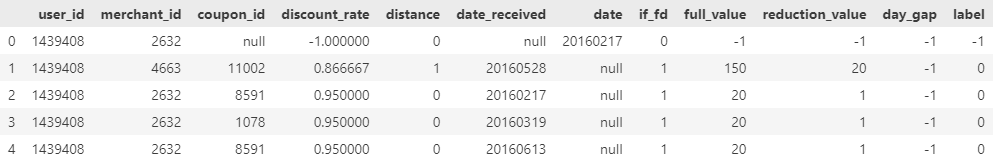 user_id merchant_id coupon_id discount_rate distance date_received date if_fd full_value reduction_value day_gap label
0 1439408 2632 null -1.000000 0 null 20160217 0 -1 -1 -1 -1
1 1439408 4663 11002 0.866667 1 20160528 null 1 150 20 -1 0
2 1439408 2632 8591 0.950000 0 20160217 null 1 20 1 -1 0
3 1439408 2632 1078 0.950000 0 20160319 null 1 20 1 -1 0
4 1439408 2632 8591 0.950000 0 20160613 null 1 20 1 -1 0